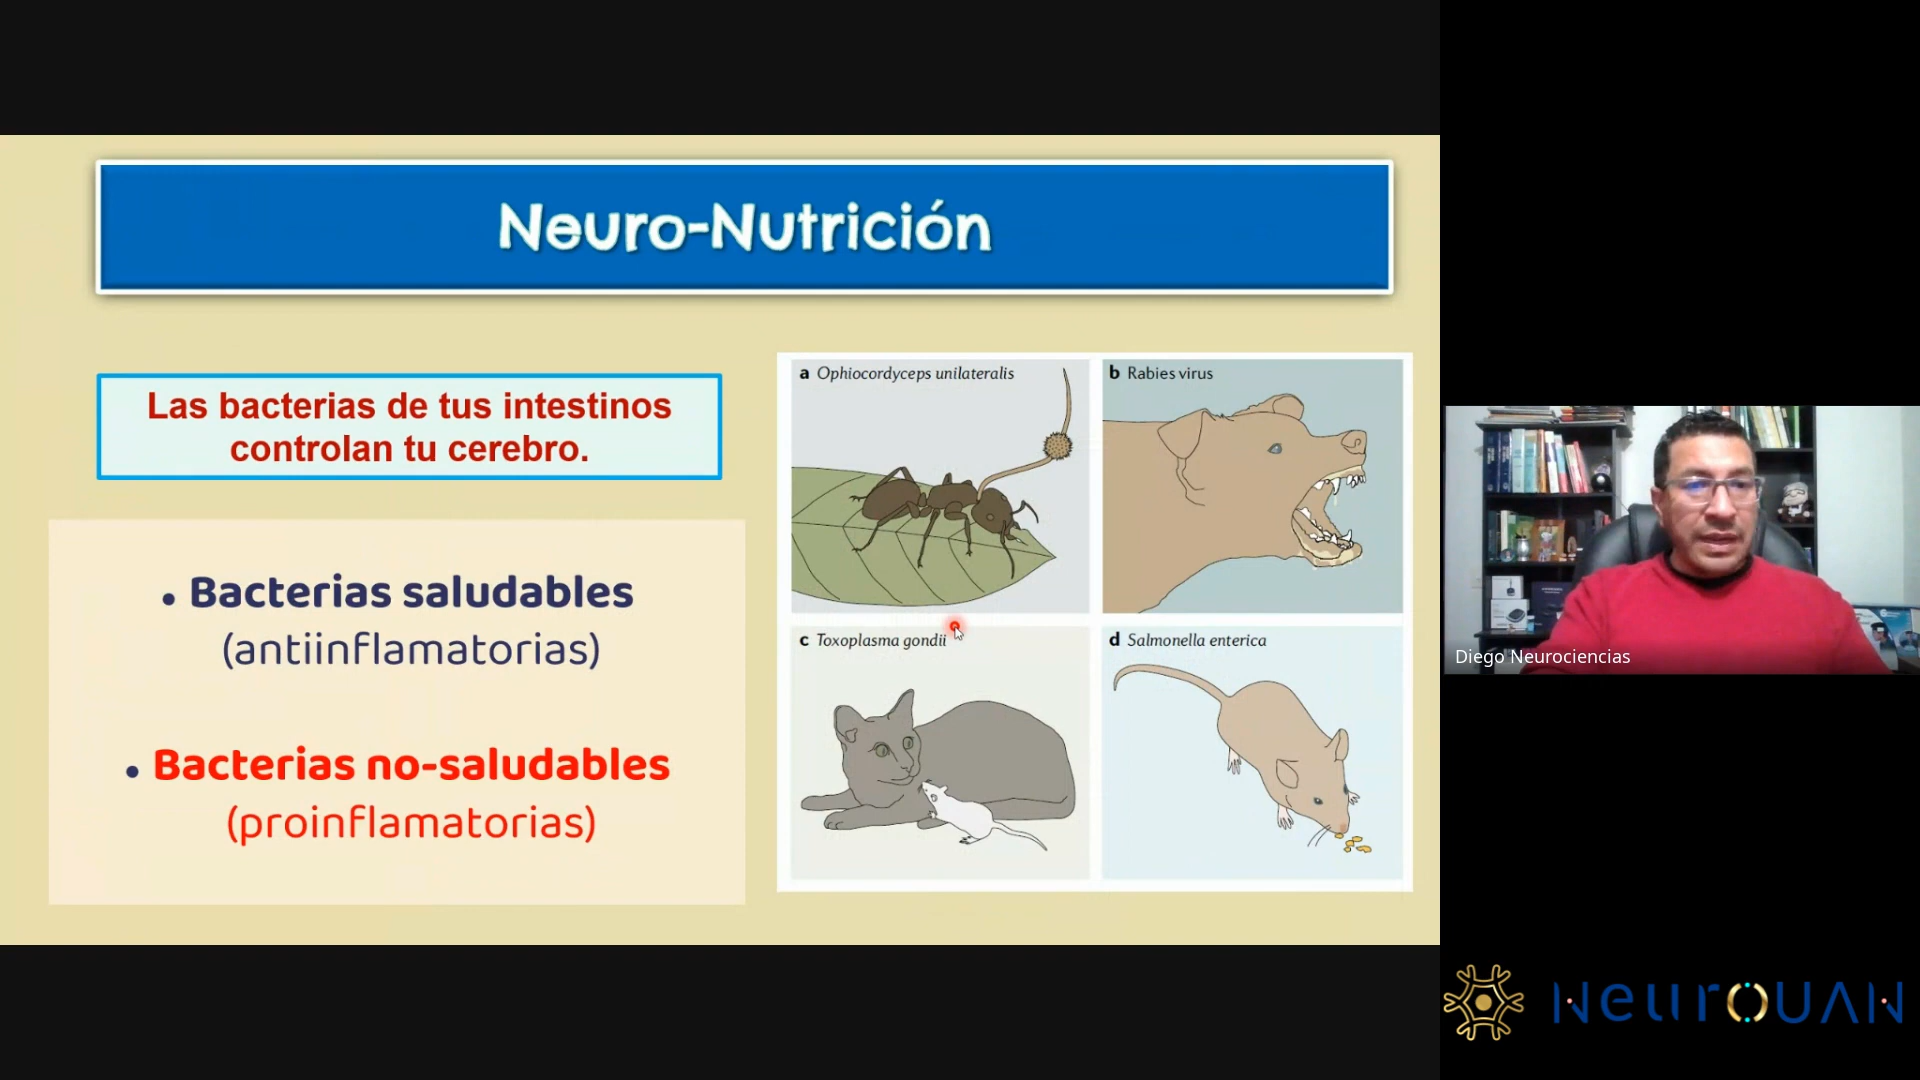 Neuro-Nutrición
Las bacterias de tus intestinos
controlan tu cerebro.
• Bacterias saludables
(antiinflamatorias)
• Bacterias no-saludables
(proinflamatorias)
a Ophiocordyceps unilateralis
b Rabies virus
c Toxoplasma gondii
d Salmonella enterica
Diego Neurociencias
NeurOUAN